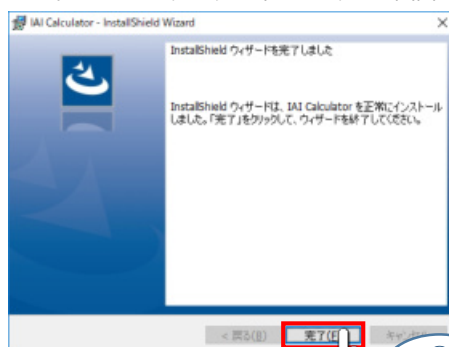 IAI Calculator - InstallShield Wizard
InstallShield ウィザードを完了しました
InstallShield ウィザードは、IAI Calculator を正常にインストール
しました。「完了」をクリックして、ウィザードを終了してください。
< 戻る(B)
完了(F)